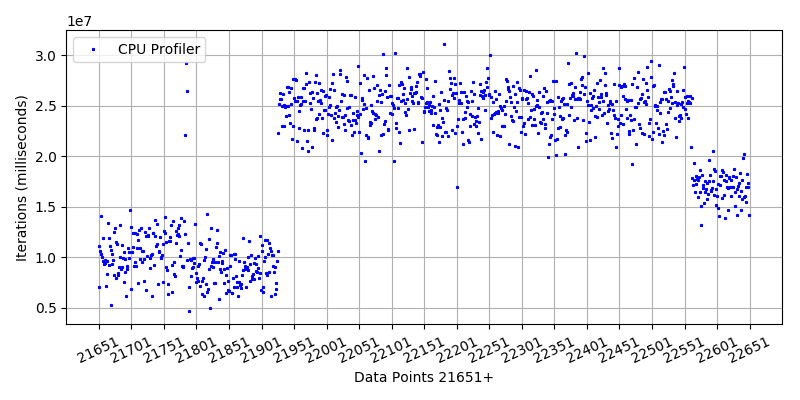 1e7
CPU Profiler
3.0
2.5
2.0
1.5
1.0
0.5
Iterations (milliseconds)
21651 21701 21751 21801 21851 21901 21951 22001 22051 22101 22151 22201 22251 22301 22351 22401 22451 22501 22551 22601 22651
Data Points 21651+